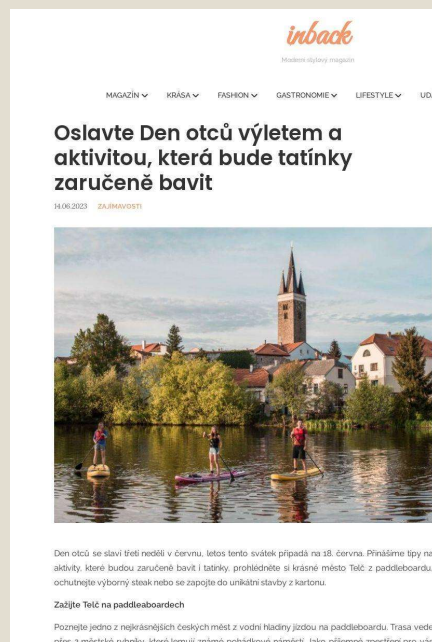 inback
Moderní stylový magazín
MAGAZÍN KRÁSA FASHION GASTRONOMIE LIFESTYLE
Oslavte Den otců výletem a
aktivitou, která bude tatínky
zaručeně bavit
14.06.2023 ZAJÍMAVOSTI
Den otců se slaví třetí neděli v červnu, letos tento svátek připadá na 18. června. Přinášíme tipy na
aktivity, které budou zaručeně bavit i tatínky. prohlédněte si krásné město Telč z paddleboardu,
ochutnejte výborný steak nebo se zapojte do unikátní stavby z kartonu.
Zažijte Telč na paddleaboardech
Poznejte jedno z nejkrásnějších českých měst z vodní hladiny jízdou na paddleboardu. Trasa vede
přes 2 městské rybníky, které lemují známé pohádkové náměstí. Jako příjemné zpestření pro vás